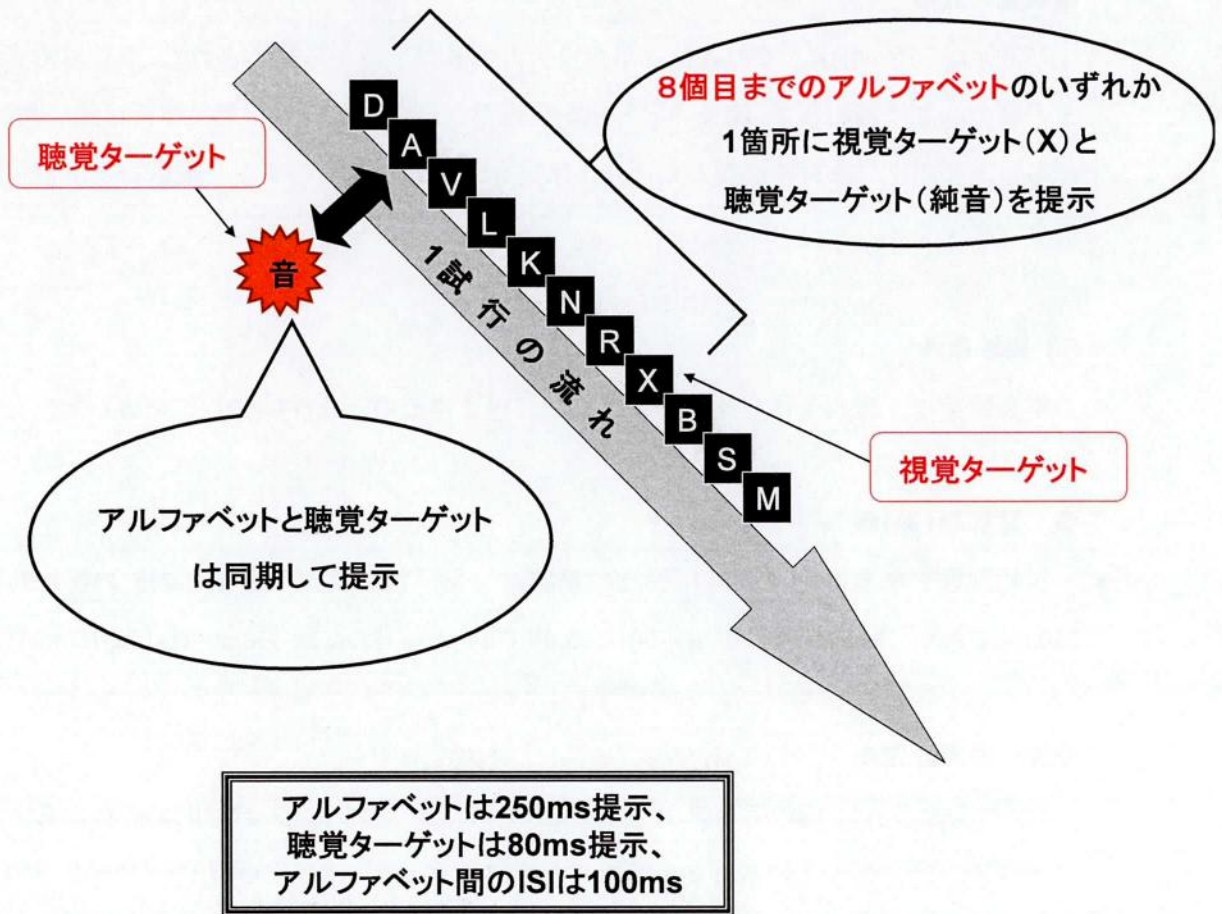 8個目までのアルファベットのいずれか
1箇所に視覚ターゲット(X)と
聴覚ターゲット(純音)を提示
聴覚ターゲット
D
A
V
L
K
N
R
X
B
S
M
音
1試行の流れ
視覚ターゲット
アルファベットと聴覚ターゲット
は同期して提示
アルファベットは250ms提示、
聴覚ターゲットは80ms提示、
アルファベット間のISIは100ms